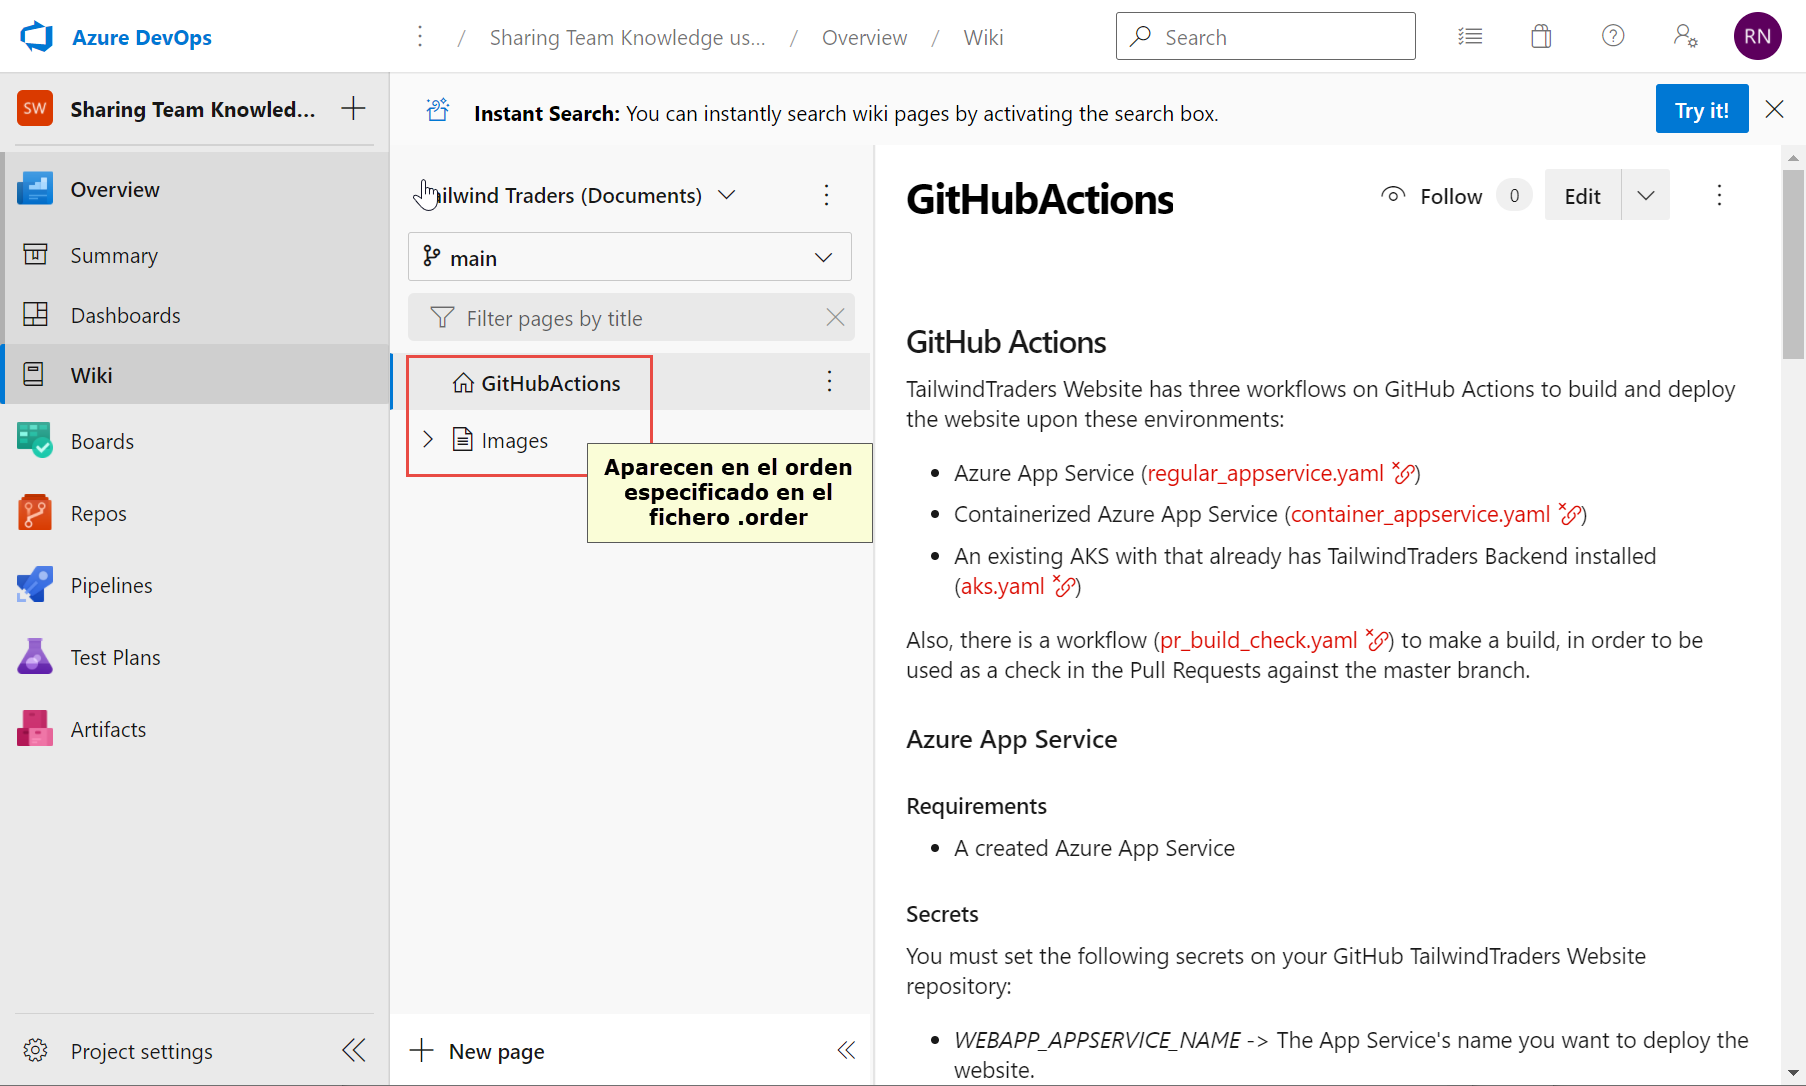 Azure DevOps
/ Sharing Team Knowledge us... / Overview / Wiki
Search
RN
SW
Sharing Team Knowled...
Instant Search: You can instantly search wiki pages by activating the search box.
Try it!
Overview
Summary
Dashboards
Wiki
Boards
Repos
Pipelines
Test Plans
Artifacts
Project settings
ailwind Traders (Documents)
main
Filter pages by title
GitHubActions
Images
Aparecen en el orden
especificado en el
fichero .order
New page
GitHubActions
Follow
0
Edit
GitHub Actions
TailwindTraders Website has three workflows on GitHub Actions to build and deploy
the website upon these environments:
• Azure App Service (regular_appservice.yaml)
• Containerized Azure App Service (container_appservice.yaml)
• An existing AKS with that already has TailwindTraders Backend installed
(aks.yaml)
Also, there is a workflow (pr_build_check.yaml) to make a build, in order to be
used as a check in the Pull Requests against the master branch.
Azure App Service
Requirements
• A created Azure App Service
Secrets
You must set the following secrets on your GitHub TailwindTraders Website
repository:
• WEBAPP_APPSERVICE_NAME -> The App Service's name you want to deploy the
website.